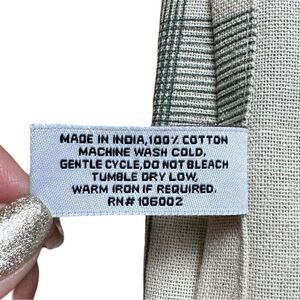 MADE IN INDIA, 100% COTTON
MACHINE WASH COLD,
GENTLE CYCLE, DO NOT BLEACH
TUMBLE DRY LOW,
WARM IRON IF REQUIRED.
RN# 106002